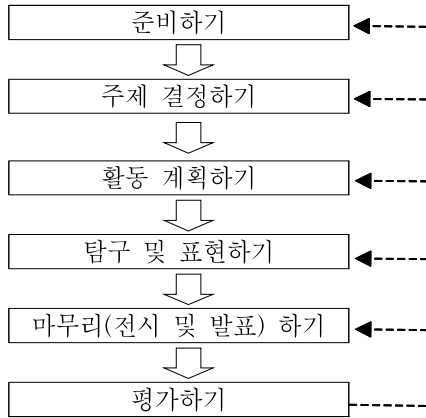 준비하기
주제 결정하기
활동 계획하기
탐구 및 표현하기
마무리(전시 및 발표) 하기
평가하기